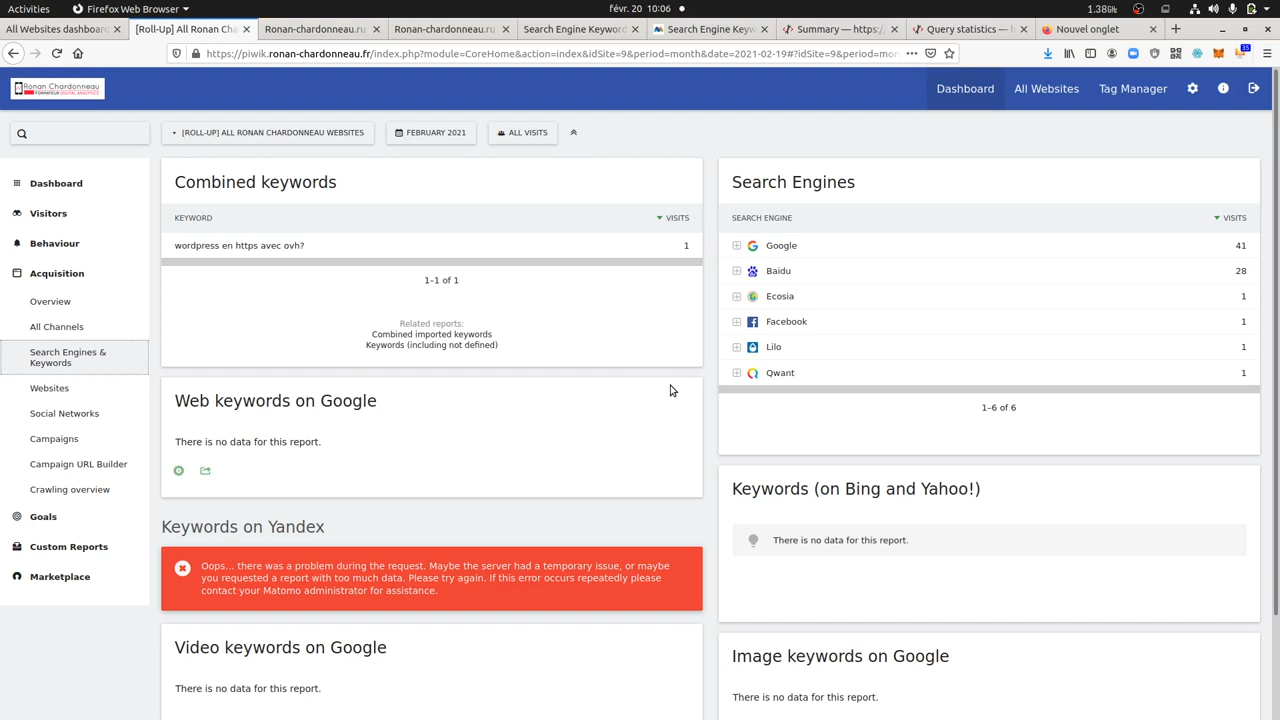 Activities
Firefox Web Browser
févr. 20 10:06
1.38ⁿᵇ
All Websites dashboard
[Roll-Up] All Ronan Cha
Ronan-chardonneau.ru
Ronan-chardonneau.ru
Search Engine Keywor
Search Engine Keyw
Summary — https:/
Query statistics — h
Nouvel onglet
https://piwik.ronan-chardonneau.fr/index.php?module=CoreHome&action=index&idSite=9&period=month&date=2021-02-19#?idSite=9&period=mon
Ronan Chardonneau
FORMATEUR DIGITAL ANALYTICS
Dashboard
All Websites
Tag Manager
[ROLL-UP] ALL RONAN CHARDONNEAU WEBSITES
FEBRUARY 2021
ALL VISITS
Dashboard
Visitors
Behaviour
Acquisition
Overview
All Channels
Search Engines &
Keywords
Websites
Social Networks
Campaigns
Campaign URL Builder
Crawling overview
Goals
Custom Reports
Marketplace
Combined keywords
KEYWORD VISITS
wordpress en https avec ovh? 1
1–1 of 1
Related reports:
Combined imported keywords
Keywords (including not defined)
Web keywords on Google
There is no data for this report.
Keywords on Yandex
Oops… there was a problem during the request. Maybe the server had a temporary issue, or maybe
you requested a report with too much data. Please try again. If this error occurs repeatedly please
contact your Matomo administrator for assistance.
Video keywords on Google
There is no data for this report.
Search Engines
SEARCH ENGINE VISITS
Google 41
Baidu 28
Ecosia 1
Facebook 1
Lilo 1
Qwant 1
1–6 of 6
Keywords (on Bing and Yahoo!)
There is no data for this report.
Image keywords on Google
There is no data for this report.